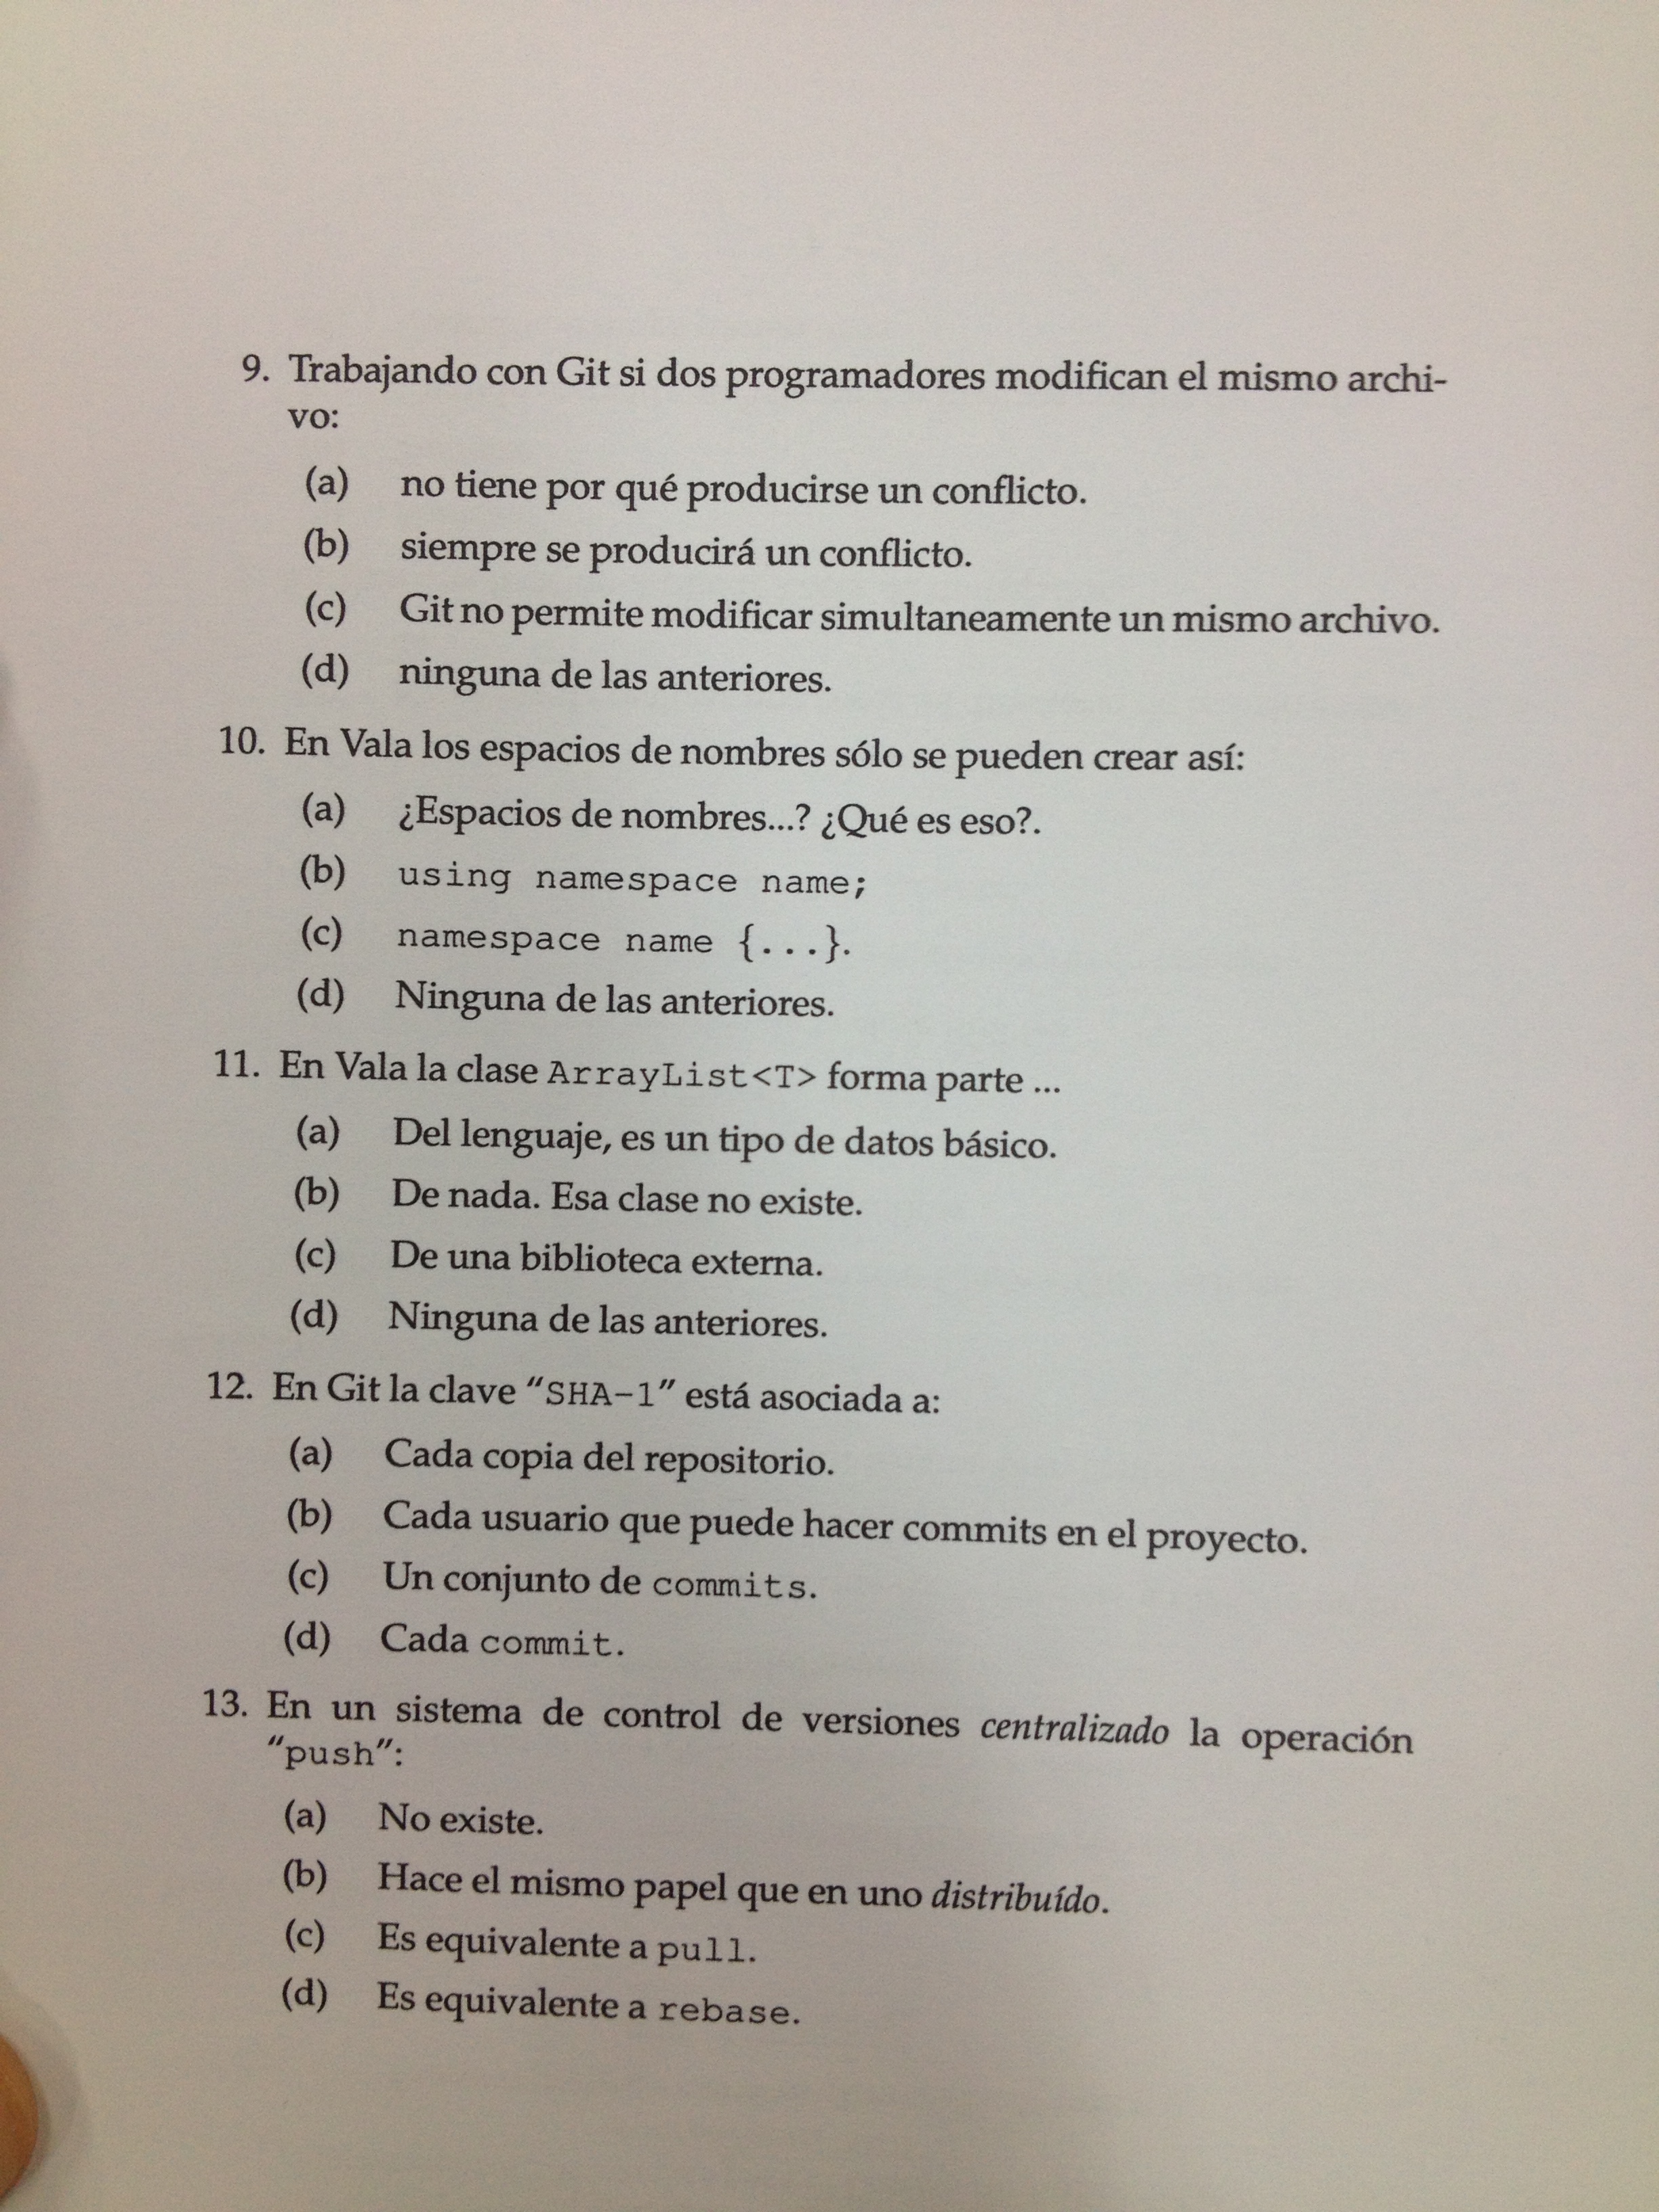 9. Trabajando con Git si dos programadores modifican el mismo archi-
vo:
(a) no tiene por qué producirse un conflicto.
(b) siempre se producirá un conflicto.
(c) Git no permite modificar simultaneamente un mismo archivo.
(d) ninguna de las anteriores.
10. En Vala los espacios de nombres sólo se pueden crear así:
(a) ¿Espacios de nombres...? ¿Qué es eso?.
(b) using namespace name;
(c) namespace name {...}.
(d) Ninguna de las anteriores.
11. En Vala la clase ArrayList<T> forma parte ...
(a) Del lenguaje, es un tipo de datos básico.
(b) De nada. Esa clase no existe.
(c) De una biblioteca externa.
(d) Ninguna de las anteriores.
12. En Git la clave “SHA-1” está asociada a:
(a) Cada copia del repositorio.
(b) Cada usuario que puede hacer commits en el proyecto.
(c) Un conjunto de commits.
(d) Cada commit.
13. En un sistema de control de versiones centralizado la operación
“push”:
(a) No existe.
(b) Hace el mismo papel que en uno distribuído.
(c) Es equivalente a pull.
(d) Es equivalente a rebase.